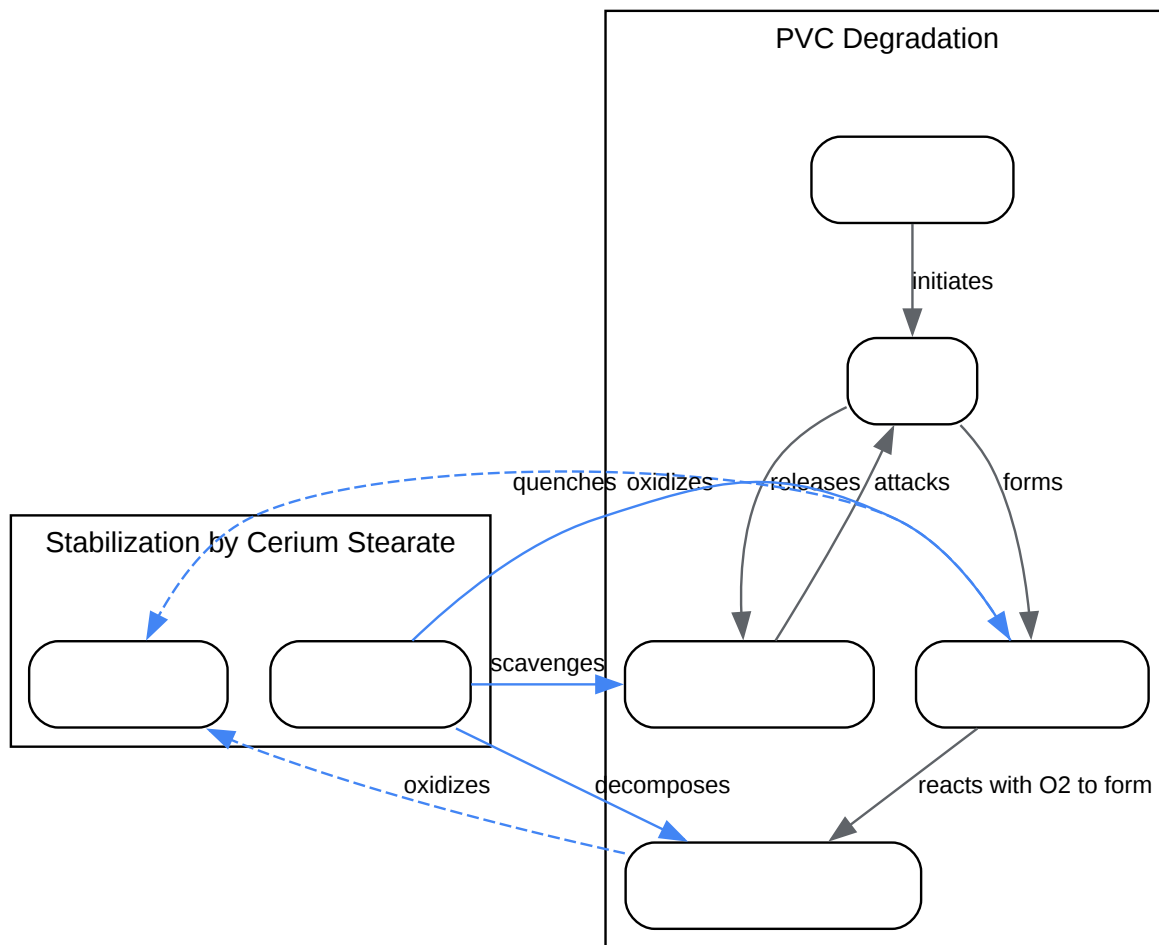 PVC Degradation
initiates
quenches
oxidizes
releases
attacks
forms
Stabilization by Cerium Stearate
scavenges
oxidizes
decomposes
reacts with O2 to form